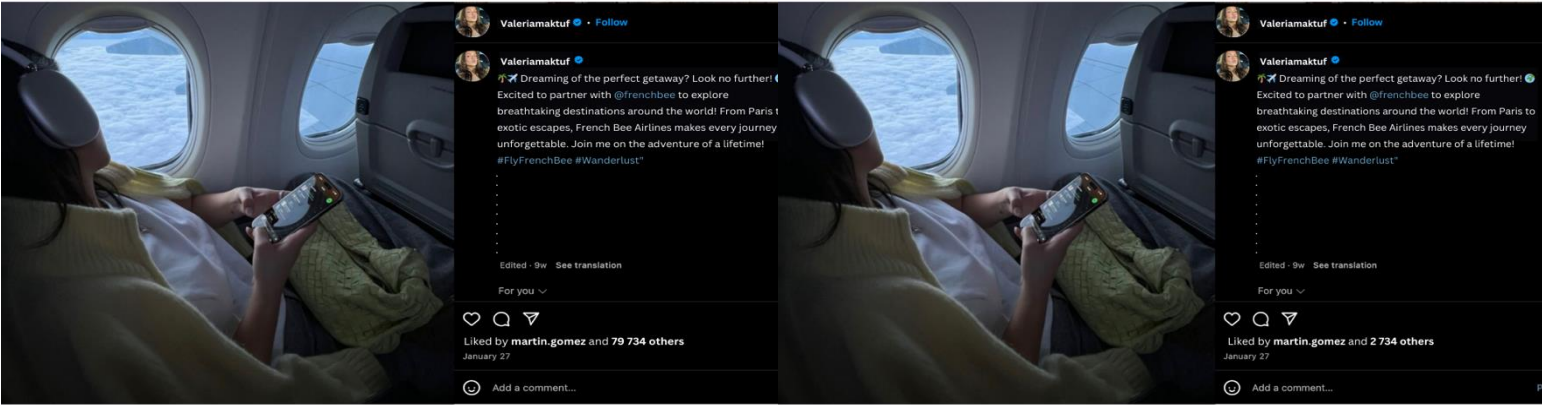 Valeriamaktuf • Follow
Valeriamaktuf
🌴✈️ Dreaming of the perfect getaway? Look no further!
Excited to partner with @frenchbee to explore
breathtaking destinations around the world! From Paris t
exotic escapes, French Bee Airlines makes every journey
unforgettable. Join me on the adventure of a lifetime!
#FlyFrenchBee #Wanderlust"
.
.
.
.
.
.
.
.
.
Edited · 9w See translation
For you
Liked by martin.gomez and 79 734 others
January 27
Add a comment...
Valeriamaktuf • Follow
Valeriamaktuf
🌴✈️ Dreaming of the perfect getaway? Look no further! 🌍
Excited to partner with @frenchbee to explore
breathtaking destinations around the world! From Paris to
exotic escapes, French Bee Airlines makes every journey
unforgettable. Join me on the adventure of a lifetime!
#FlyFrenchBee #Wanderlust"
.
.
.
.
.
.
.
.
.
Edited · 9w See translation
For you
Liked by martin.gomez and 2 734 others
January 27
Add a comment...
P